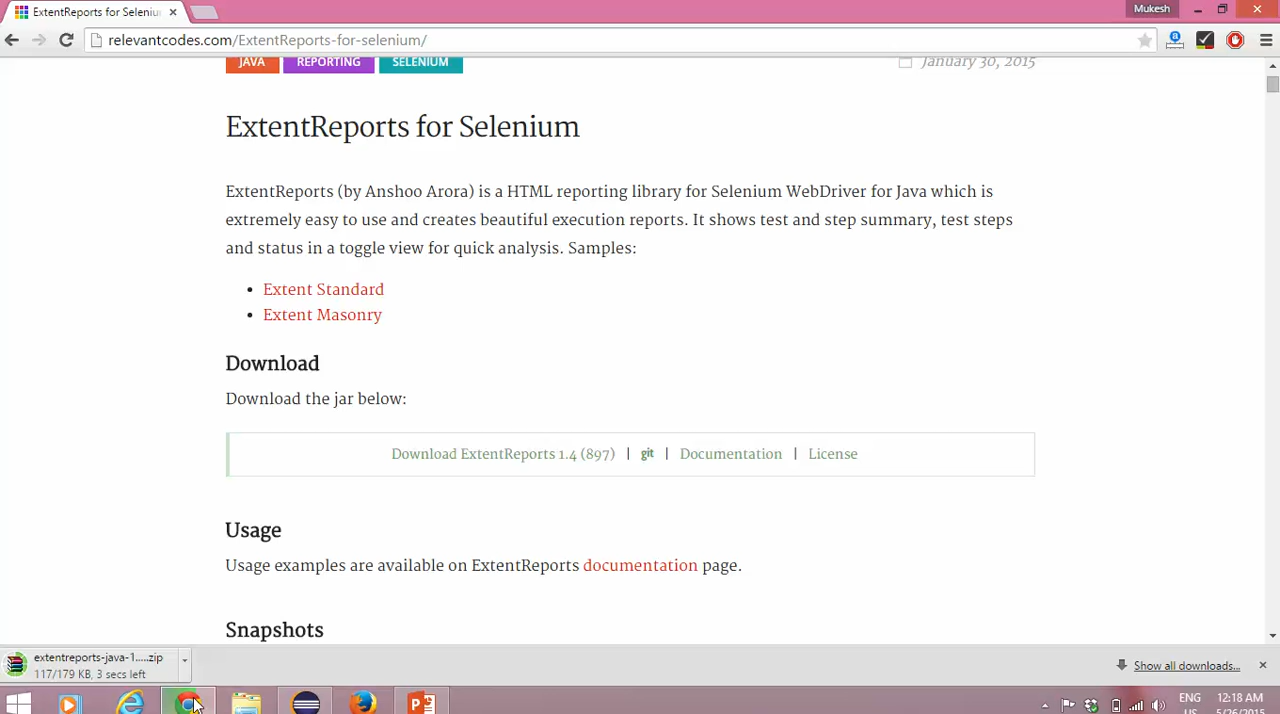 ExtentReports for Seleniu
Mukesh
relevantcodes.com/ExtentReports-for-selenium/
JAVA REPORTING SELENIUM
January 30, 2015
ExtentReports for Selenium
ExtentReports (by Anshoo Arora) is a HTML reporting library for Selenium WebDriver for Java which is
extremely easy to use and creates beautiful execution reports. It shows test and step summary, test steps
and status in a toggle view for quick analysis. Samples:
• Extent Standard
• Extent Masonry
Download
Download the jar below:
Download ExtentReports 1.4 (897) | git | Documentation | License
Usage
Usage examples are available on ExtentReports documentation page.
Snapshots
extentreports-java-1....zip
117/179 KB, 3 secs left
Show all downloads...
ENG
12:18 AM
US
5/26/2015